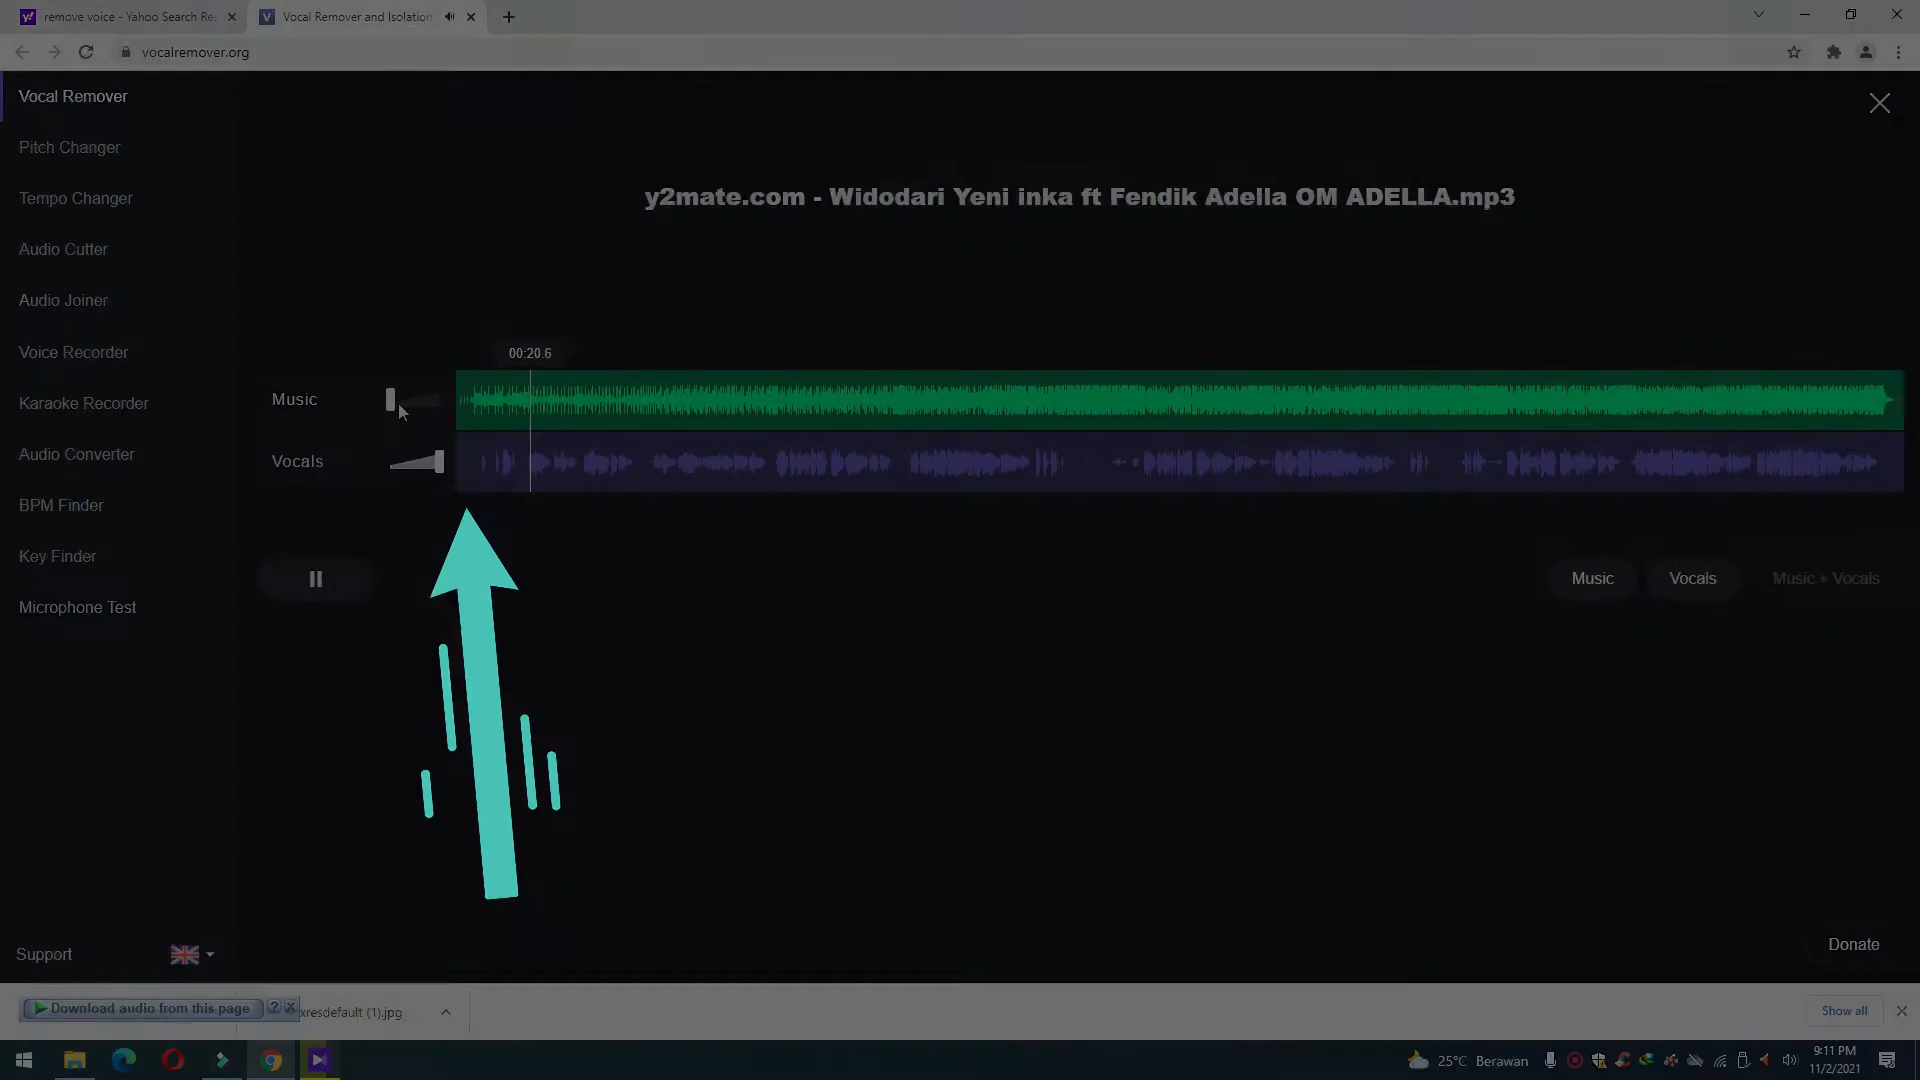 remove voice - Yahoo Search Re
Vocal Remover and Isolation
vocalremover.org
Vocal Remover
Pitch Changer
Tempo Changer
Audio Cutter
Audio Joiner
Voice Recorder
Karaoke Recorder
Audio Converter
BPM Finder
Key Finder
Microphone Test
y2mate.com - Widodari Yeni inka ft Fendik Adella OM ADELLA.mp3
00:20.6
Music
Vocals
Music Vocals Music + Vocals
Donate
Support
Download audio from this page ?
xresdefault (1).jpg
Show all
25°C Berawan
9:11 PM
11/2/2021